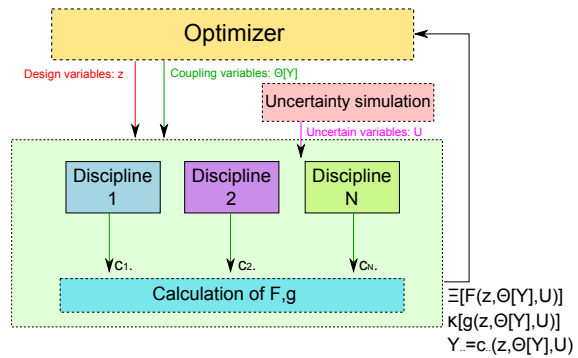 Optimizer
Design variables: z
Coupling variables: Θ[Y]
Uncertainty simulation
Uncertain variables: U
Discipline
1
Discipline
2
Discipline
N
c1.
c2.
cN.
Calculation of F,g
Ξ[F(z,Θ[Y],U)]
κ[g(z,Θ[Y],U)]
Y..=c..(z,Θ[Y],U)